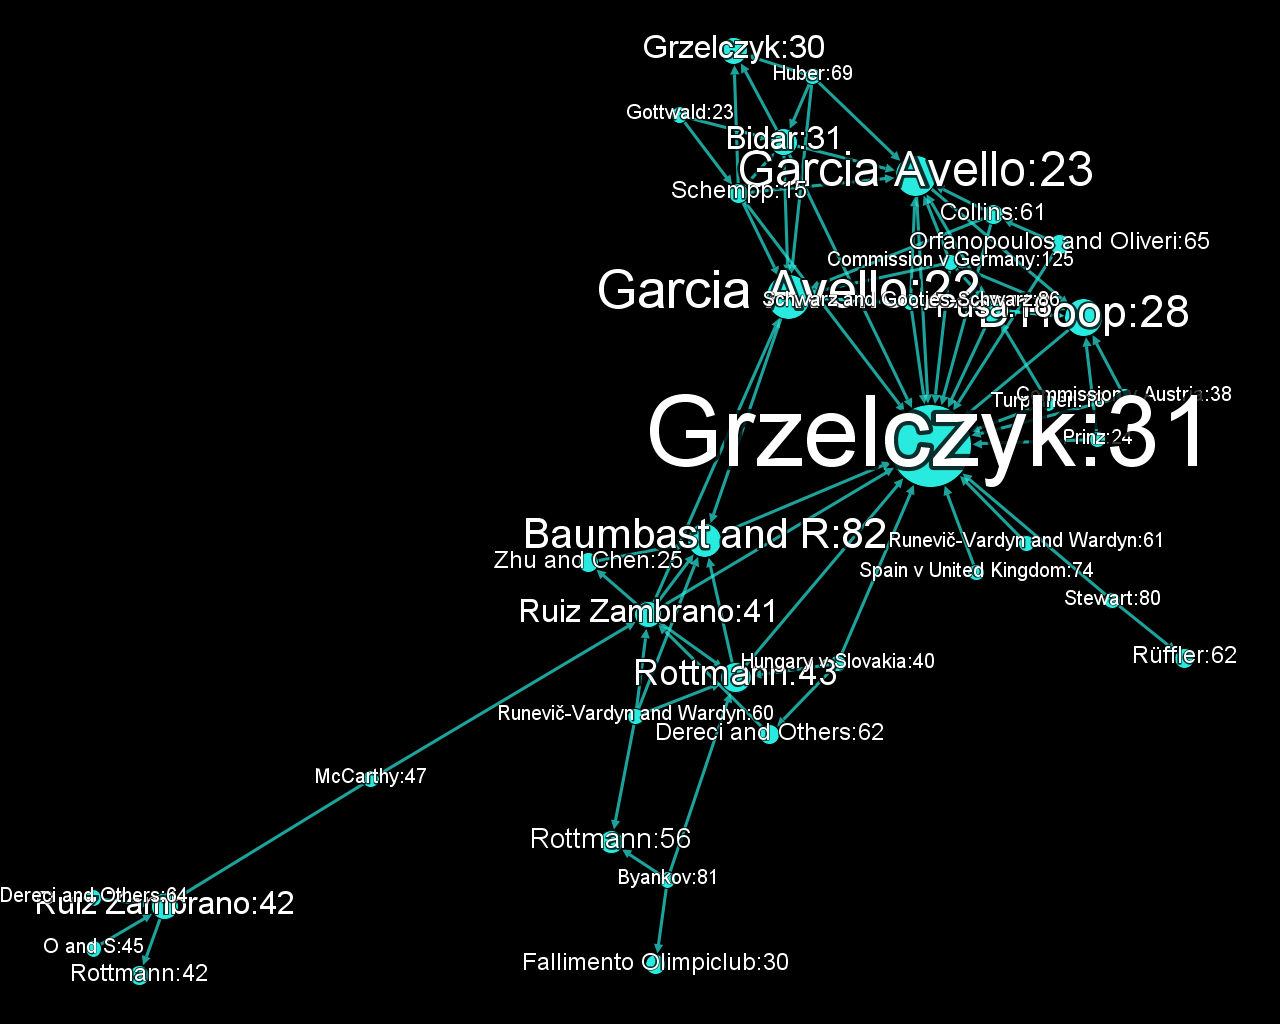 Grzelczyk:30
Huber:69
Gottwald:23
Bidar:31
Garcia Avello:23
Schempp:15
Collins:61
Orfanopoulos and Oliveri:65
Commission v Germany:125
Garcia Avello:22
Schwarz and Gootjes-Schwarz:86
D'Hoop:28
Commission v Austria:38
Prinz:24
Grzelczyk:31
Baumbast and R:82
Runevič-Vardyn and Wardyn:61
Zhu and Chen:25
Spain v United Kingdom:74
Stewart:80
Ruiz Zambrano:41
Rüffler:62
Hungary v Slovakia:40
Rottmann:43
Runevič-Vardyn and Wardyn:60
Dereci and Others:62
McCarthy:47
Rottmann:56
Byankov:81
Dereci and Others:64
Ruiz Zambrano:42
O and S:45
Fallimento Olimpiclub:30
Rottmann:42